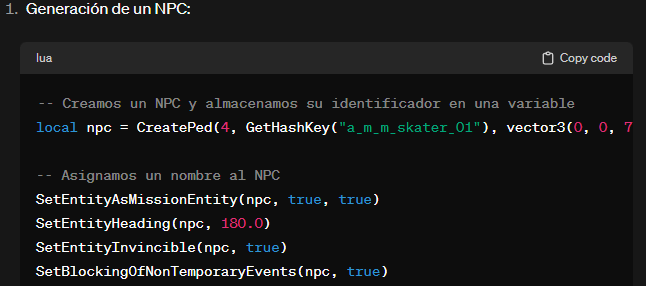 1. Generación de un NPC:
lua Copy code
-- Creamos un NPC y almacenamos su identificador en una variable
local npc = CreatePed(4, GetHashKey("a_m_m_skater_01"), vector3(0, 0, 7
-- Asignamos un nombre al NPC
SetEntityAsMissionEntity(npc, true, true)
SetEntityHeading(npc, 180.0)
SetEntityInvincible(npc, true)
SetBlockingOfNonTemporaryEvents(npc, true)